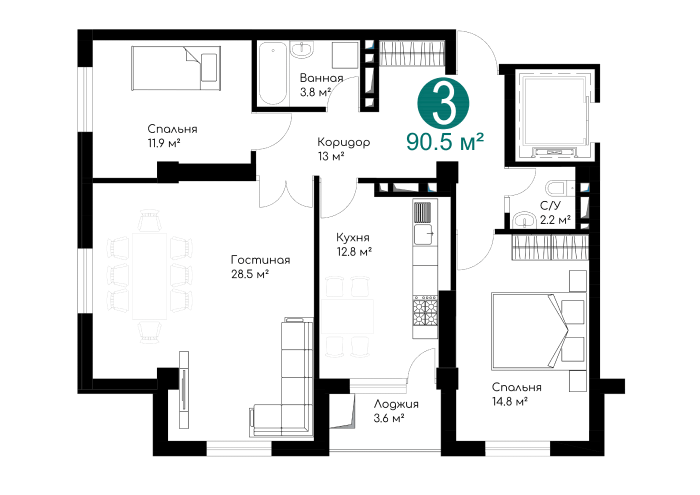 Ванная
3.8 м²
3
90.5 м²
Спальня
11.9 м²
Коридор
13 м²
С/У
2.2 м²
Кухня
12.8 м²
Гостиная
28.5 м²
Спальня
14.8 м²
Лоджия
3.6 м²